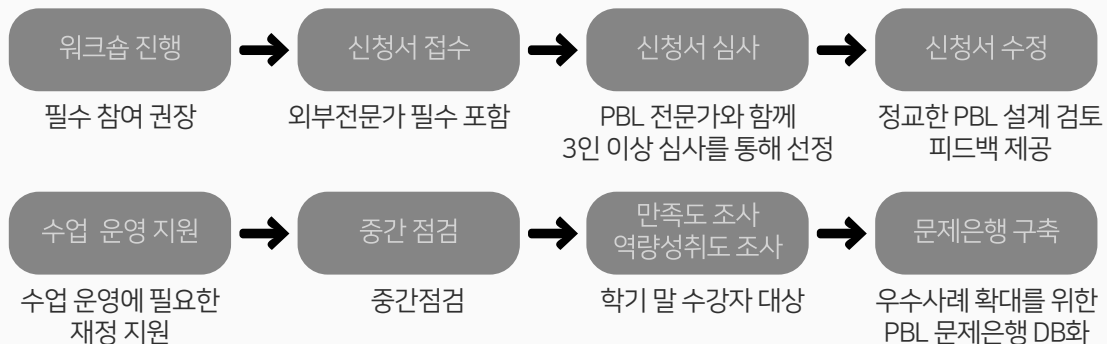 워크숍 진행
신청서 접수
신청서 심사
신청서 수정
필수 참여 권장
외부전문가 필수 포함
PBL 전문가와 함께
3인 이상 심사를 통해 선정
정교한 PBL 설계 검토
피드백 제공
수업 운영 지원
중간 점검
만족도 조사
역량성취도 조사
문제은행 구축
수업 운영에 필요한
재정 지원
중간점검
학기 말 수강자 대상
우수사례 확대를 위한
PBL 문제은행 DB화